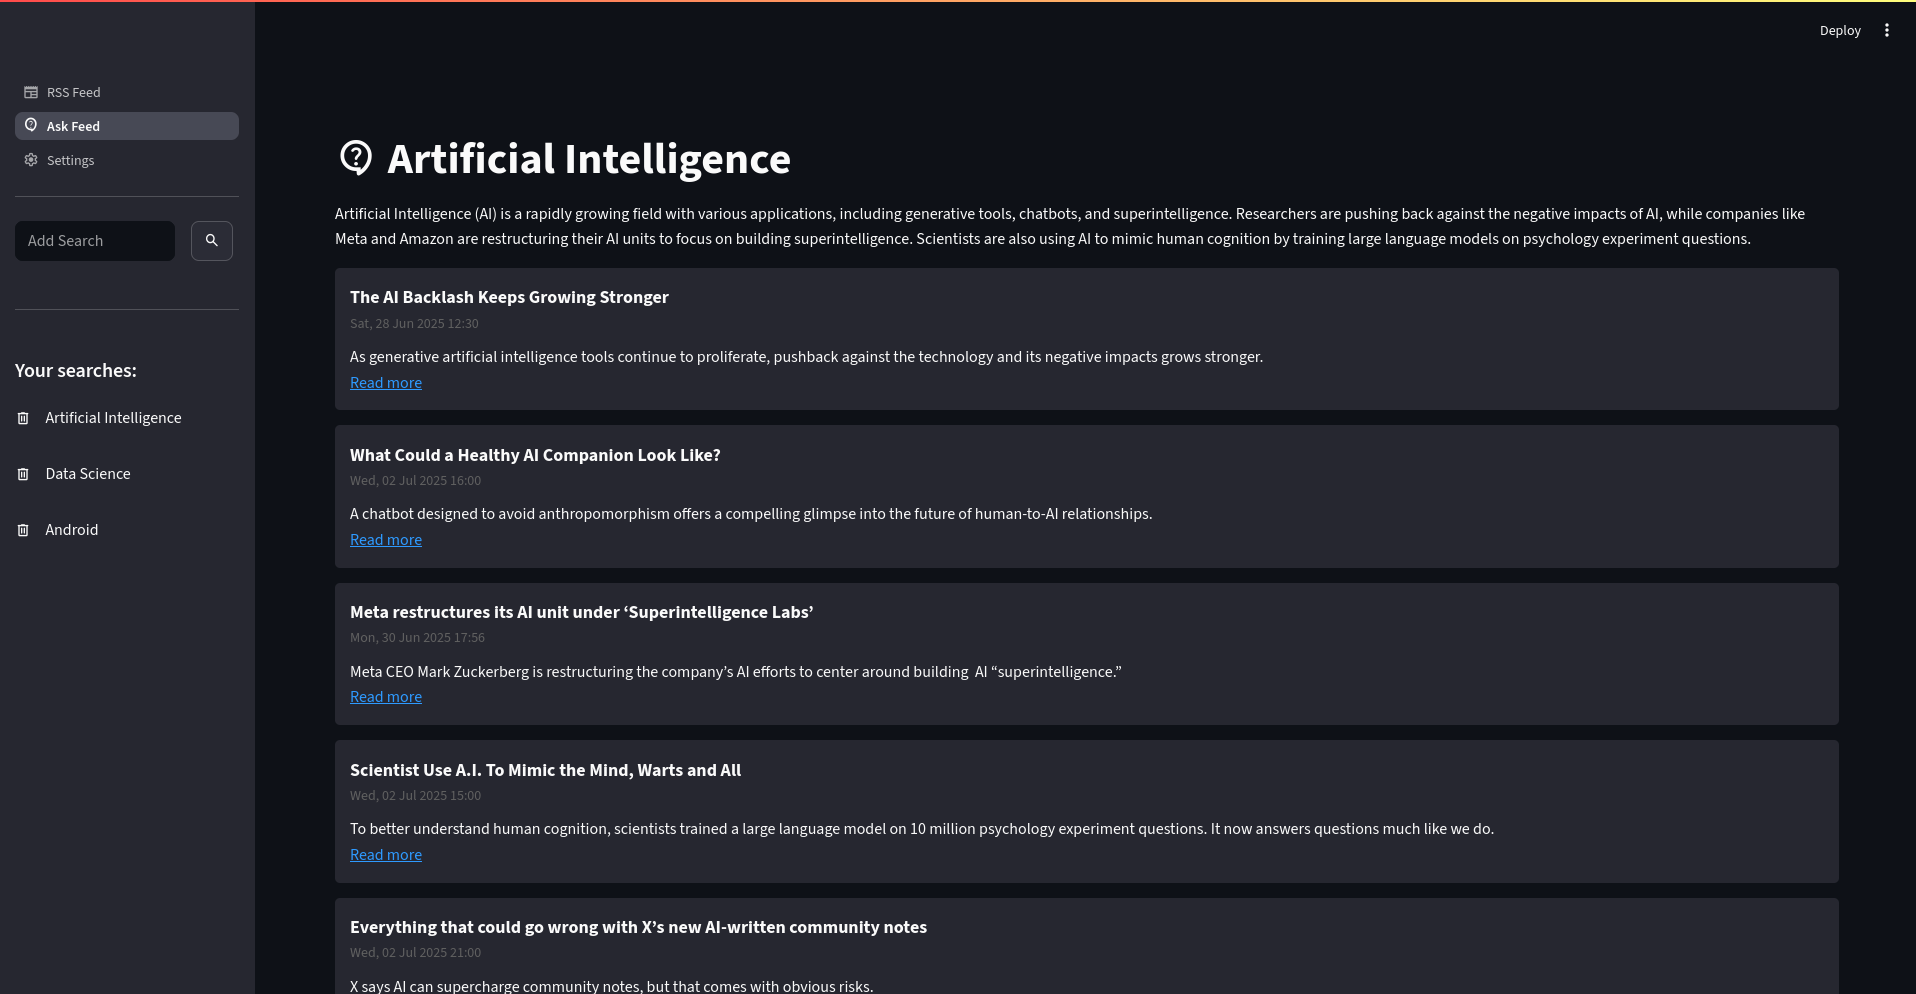 Deploy
RSS Feed
Ask Feed
Settings
Add Search
Your searches:
Artificial Intelligence
Data Science
Android
Artificial Intelligence
Artificial Intelligence (AI) is a rapidly growing field with various applications, including generative tools, chatbots, and superintelligence. Researchers are pushing back against the negative impacts of AI, while companies like
Meta and Amazon are restructuring their AI units to focus on building superintelligence. Scientists are also using AI to mimic human cognition by training large language models on psychology experiment questions.
The AI Backlash Keeps Growing Stronger
Sat, 28 Jun 2025 12:30
As generative artificial intelligence tools continue to proliferate, pushback against the technology and its negative impacts grows stronger.
Read more
What Could a Healthy AI Companion Look Like?
Wed, 02 Jul 2025 16:00
A chatbot designed to avoid anthropomorphism offers a compelling glimpse into the future of human-to-AI relationships.
Read more
Meta restructures its AI unit under ‘Superintelligence Labs’
Mon, 30 Jun 2025 17:56
Meta CEO Mark Zuckerberg is restructuring the company’s AI efforts to center around building  AI “superintelligence.”
Read more
Scientist Use A.I. To Mimic the Mind, Warts and All
Wed, 02 Jul 2025 15:00
To better understand human cognition, scientists trained a large language model on 10 million psychology experiment questions. It now answers questions much like we do.
Read more
Everything that could go wrong with X’s new AI-written community notes
Wed, 02 Jul 2025 21:00
X says AI can supercharge community notes, but that comes with obvious risks.